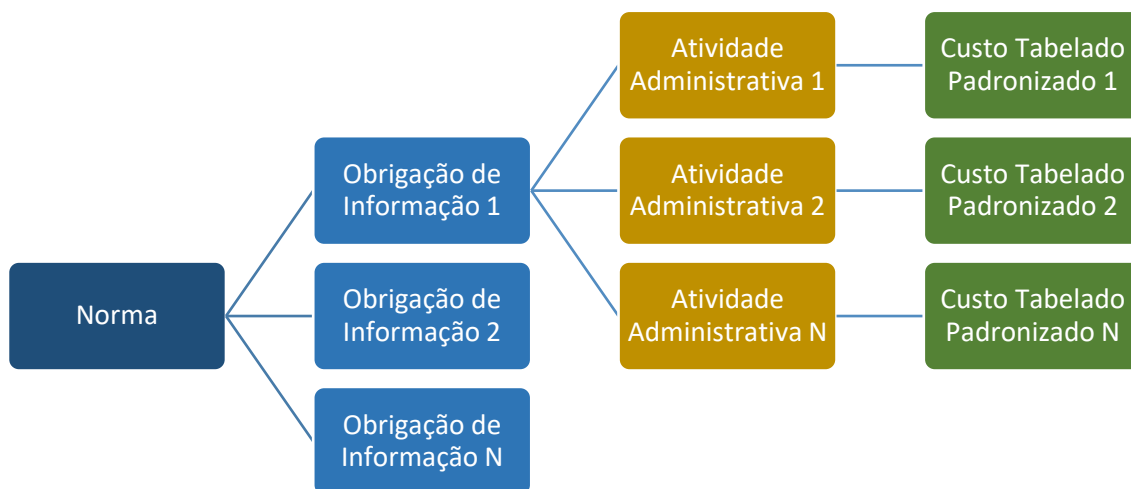 Norma
Obrigação de
Informação 1
Obrigação de
Informação 2
Obrigação de
Informação N
Atividade
Administrativa 1
Atividade
Administrativa 2
Atividade
Administrativa N
Custo Tabelado
Padronizado 1
Custo Tabelado
Padronizado 2
Custo Tabelado
Padronizado N